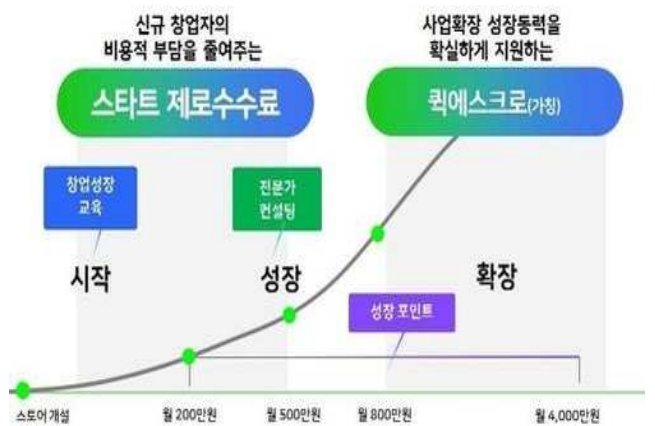 신규 창업자의
비용적 부담을 줄여주는
스타트 제로수수료
사업확장 성장동력을
확실하게 지원하는
퀵에스크로(가칭)
창업성장
교육
전문가
컨설팅
시작
성장
확장
성장 포인트
스토어 개설
월 200만원
월 500만원
월 800만원
월 4,000만원